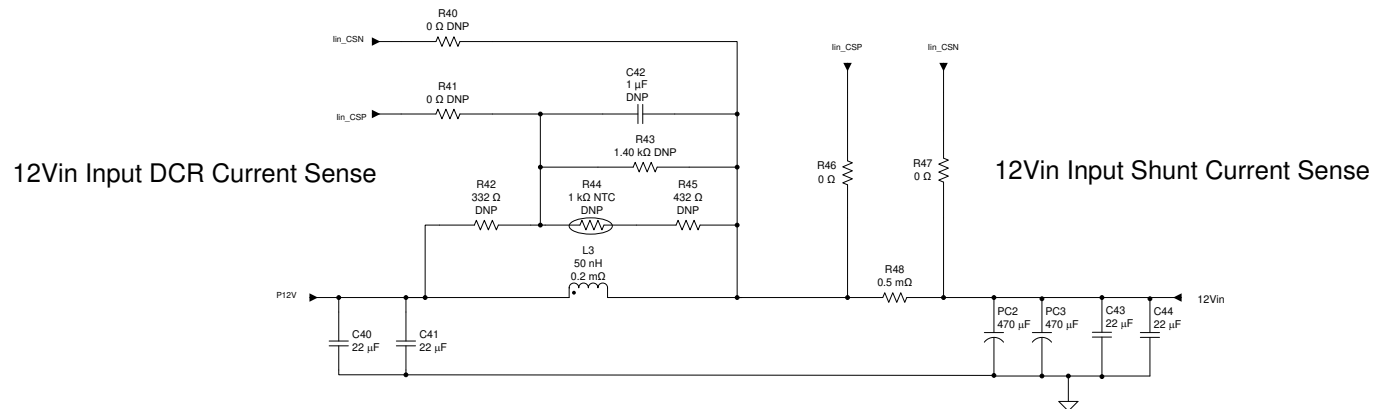 R40
0 Ω DNP
Iin_CSN
R41
0 Ω DNP
Iin_CSP
C42
1 μF
DNP
R43
1.40 kΩ DNP
R42
332 Ω
DNP
R44
1 kΩ NTC
DNP
R45
432 Ω
DNP
L3
50 nH
0.2 mΩ
12Vin Input DCR Current Sense
Iin_CSP
Iin_CSN
R46
0 Ω
R47
0 Ω
12Vin Input Shunt Current Sense
R48
0.5 mΩ
P12V
12Vin
C40
22 μF
C41
22 μF
PC2
470 μF
PC3
470 μF
C43
22 μF
C44
22 μF